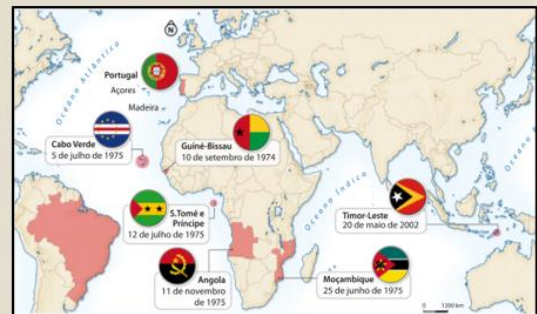 N
Oceano Atlântico
Portugal
Açores
Madeira
Cabo Verde
5 de julho de 1975
Guiné-Bissau
10 de setembro de 1974
S.Tomé e
Príncipe
12 de julho de 1975
Angola
11 de novembro
de 1975
Moçambique
25 de junho de 1975
Oceano Índico
Timor-Leste
20 de maio de 2002
Oceano
0 1200 km